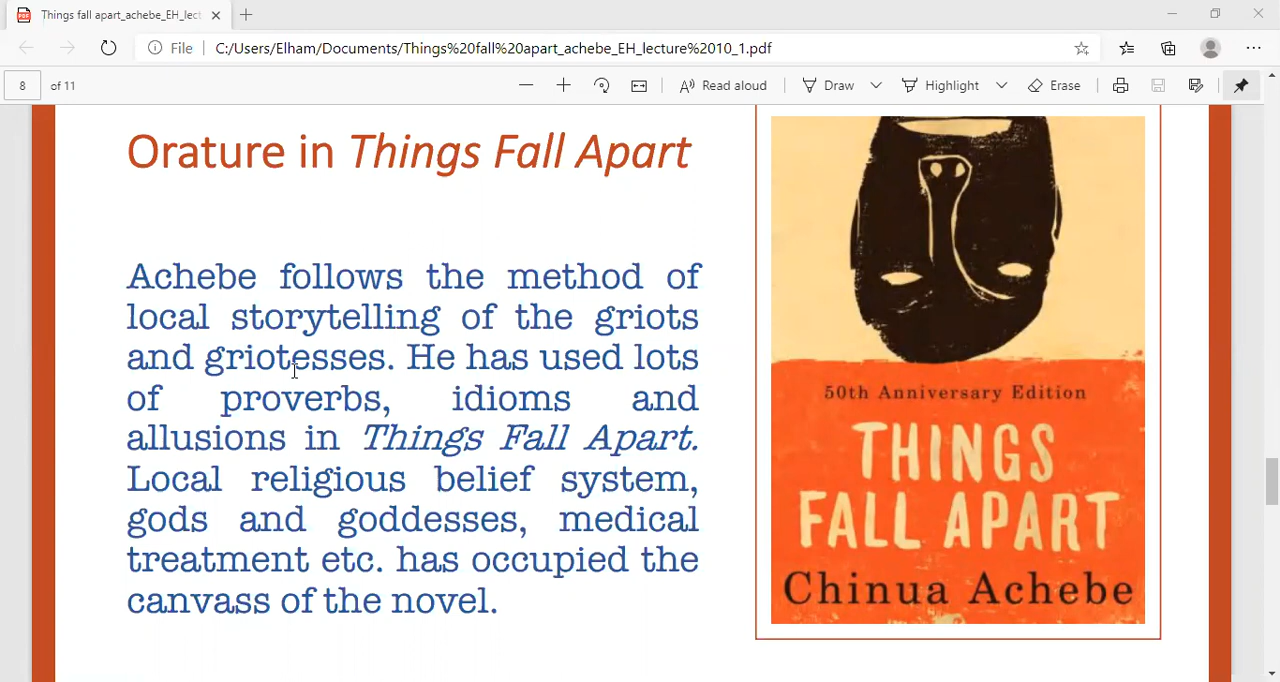 Things fall apart_achebe_EH_lect
File C:/Users/Elham/Documents/Things%20fall%20apart_achebe_EH_lecture%2010_1.pdf
8 of 11 Read aloud Draw Highlight Erase
Orature in Things Fall Apart
Achebe follows the method of
local storytelling of the griots
and griotesses. He has used lots
of proverbs, idioms and
allusions in Things Fall Apart.
Local religious belief system,
gods and goddesses, medical
treatment etc. has occupied the
canvass of the novel.
50th Anniversary Edition
THINGS
FALL APART
Chinua Achebe